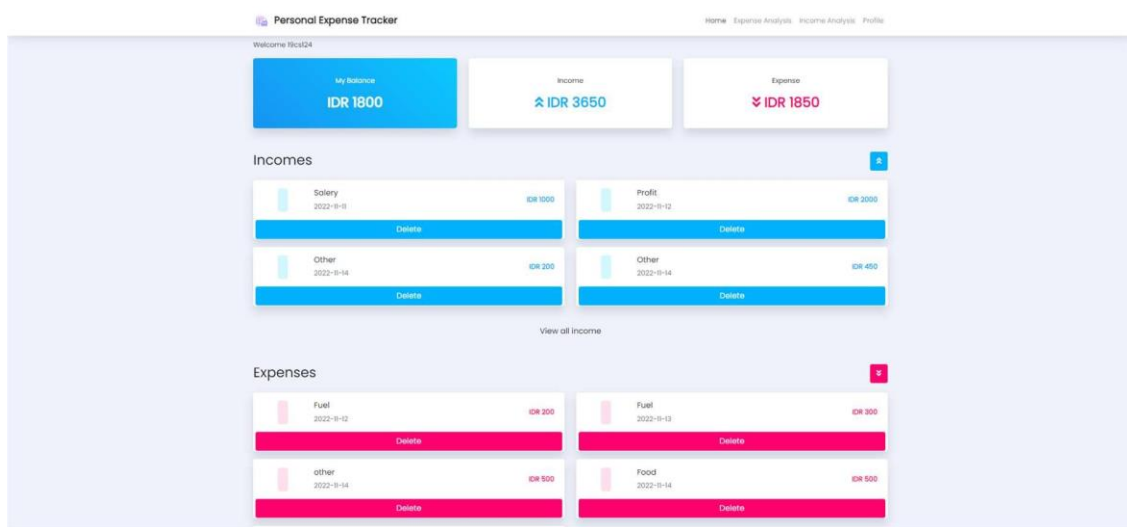 Personal Expense Tracker
Home Expense Analysis Income Analysis Profile
Welcome
My Balance Income Expense
IDR 1800 IDR 3650 IDR 1850
Incomes
Salery IDR 1000 Profit IDR 2000
2022-11-11 2022-11-12
Delete Delete
Other IDR 200 Other IDR 450
2022-11-14 2022-11-14
Delete Delete
View all income
Expenses
Fuel IDR 200 Fuel IDR 300
2022-11-12 2022-11-13
Delete Delete
other IDR 500 Food IDR 500
2022-11-14 2022-11-14
Delete Delete